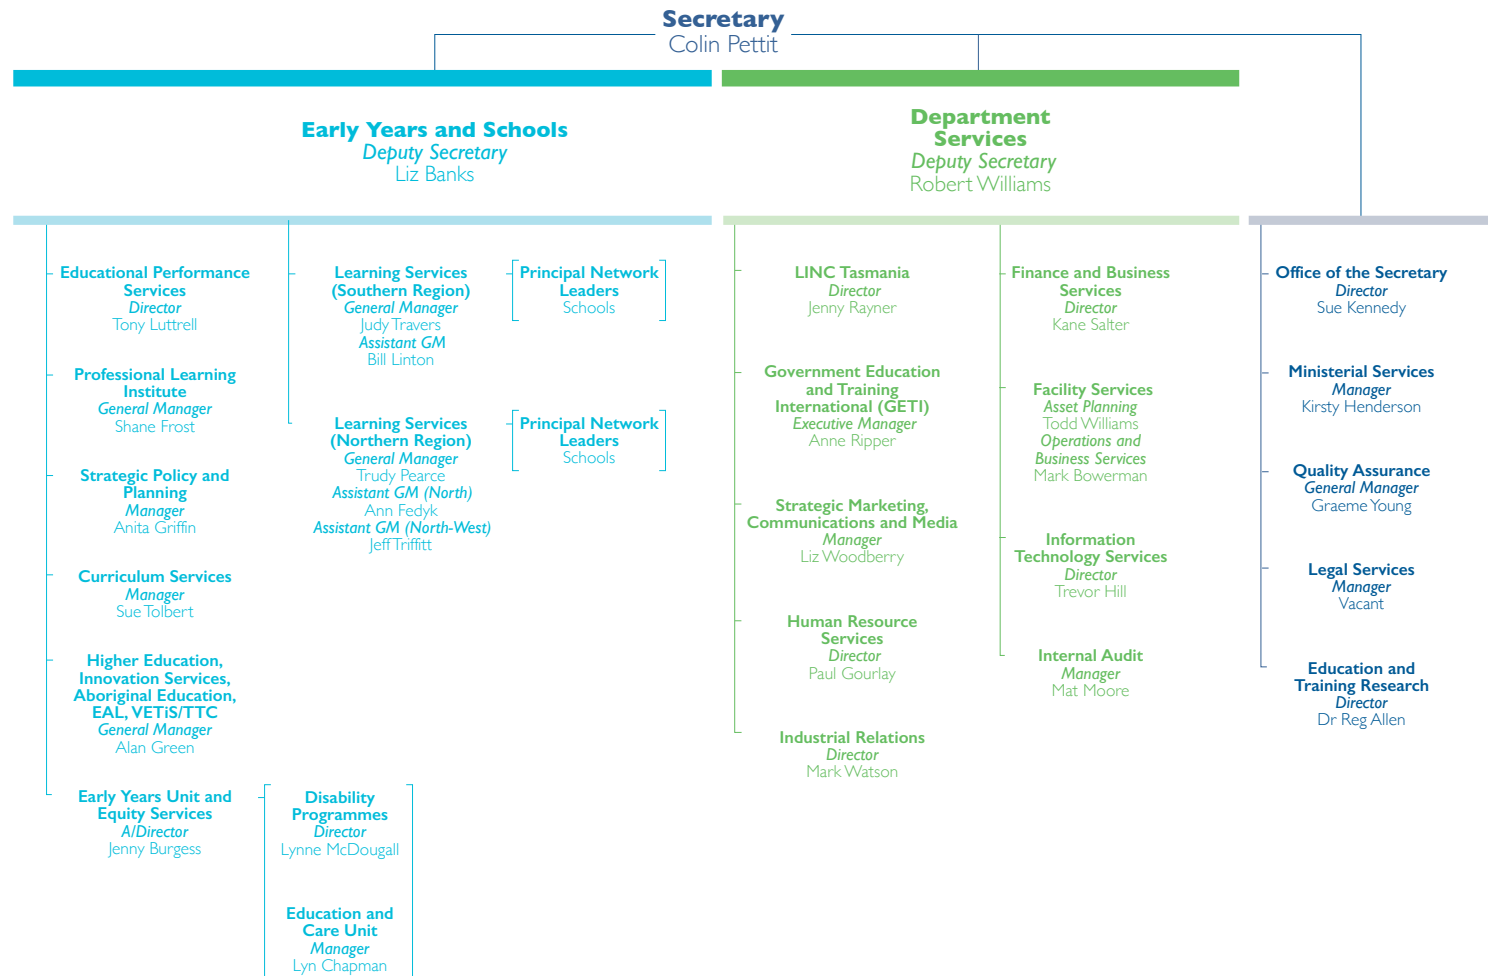 Secretary
Colin Pettit
Early Years and Schools
Deputy Secretary
Liz Banks
Department
Services
Deputy Secretary
Robert Williams
Educational Performance
Services
Director
Tony Luttrell
Professional Learning
Institute
General Manager
Shane Frost
Strategic Policy and
Planning
Manager
Anita Griffin
Curriculum Services
Manager
Sue Tolbert
Higher Education,
Innovation Services,
Aboriginal Education,
EAL, VETiS/TTC
General Manager
Alan Green
Early Years Unit and
Equity Services
A/Director
Jenny Burgess
Disability
Programmes
Director
Lynne McDougall
Education and
Care Unit
Manager
Lyn Chapman
Learning Services
(Southern Region)
General Manager
Judy Travers
Assistant GM
Bill Linton
Principal Network
Leaders
Schools
Learning Services
(Northern Region)
General Manager
Trudy Pearce
Assistant GM (North)
Ann Fedyk
Assistant GM (North-West)
Jeff Triffitt
Principal Network
Leaders
Schools
LINC Tasmania
Director
Jenny Rayner
Government Education
and Training
International (GETI)
Executive Manager
Anne Ripper
Strategic Marketing,
Communications and Media
Manager
Liz Woodberry
Human Resource
Services
Director
Paul Gourlay
Industrial Relations
Director
Mark Watson
Finance and Business
Services
Director
Kane Salter
Facility Services
Asset Planning
Todd Williams
Operations and
Business Services
Mark Bowerman
Information
Technology Services
Director
Trevor Hill
Internal Audit
Manager
Mat Moore
Office of the Secretary
Director
Sue Kennedy
Ministerial Services
Manager
Kirsty Henderson
Quality Assurance
General Manager
Graeme Young
Legal Services
Manager
Vacant
Education and
Training Research
Director
Dr Reg Allen